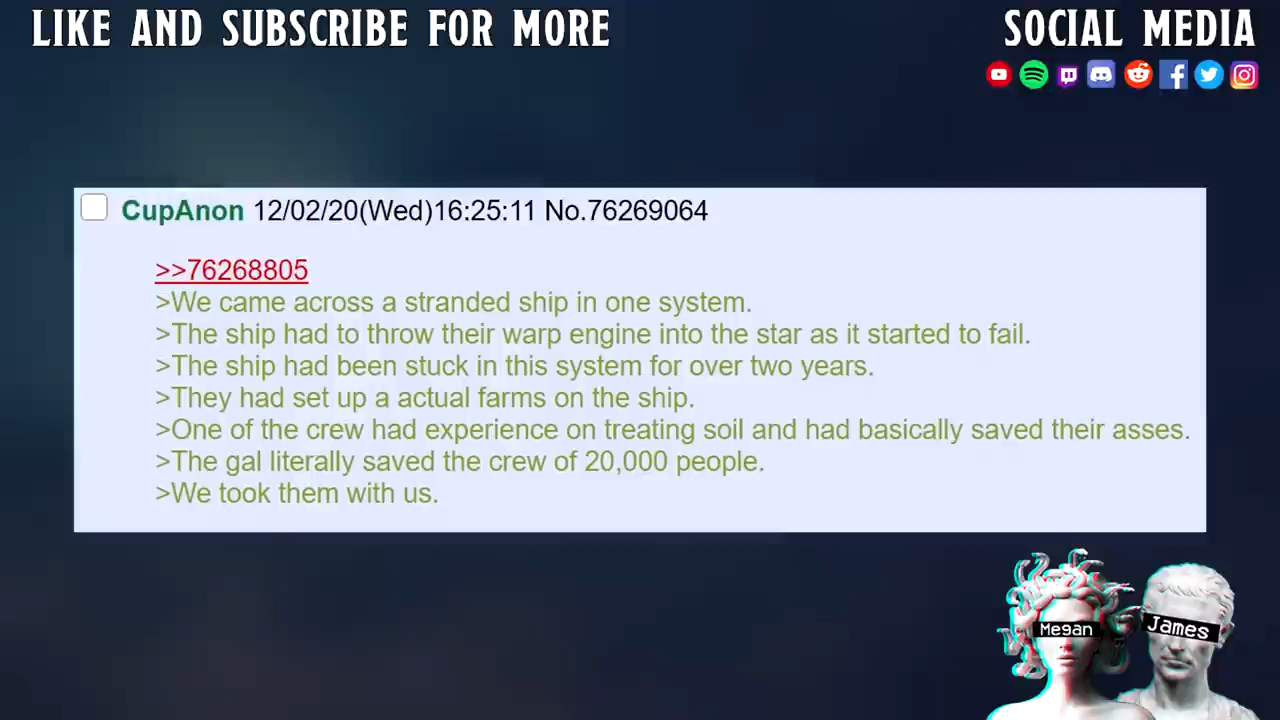 LIKE AND SUBSCRIBE FOR MORE
SOCIAL MEDIA
CupAnon 12/02/20(Wed)16:25:11 No.76269064
>>76268805
>We came across a stranded ship in one system.
>The ship had to throw their warp engine into the star as it started to fail.
>The ship had been stuck in this system for over two years.
>They had set up a actual farms on the ship.
>One of the crew had experience on treating soil and had basically saved their asses.
>The gal literally saved the crew of 20,000 people.
>We took them with us.
Megan
James